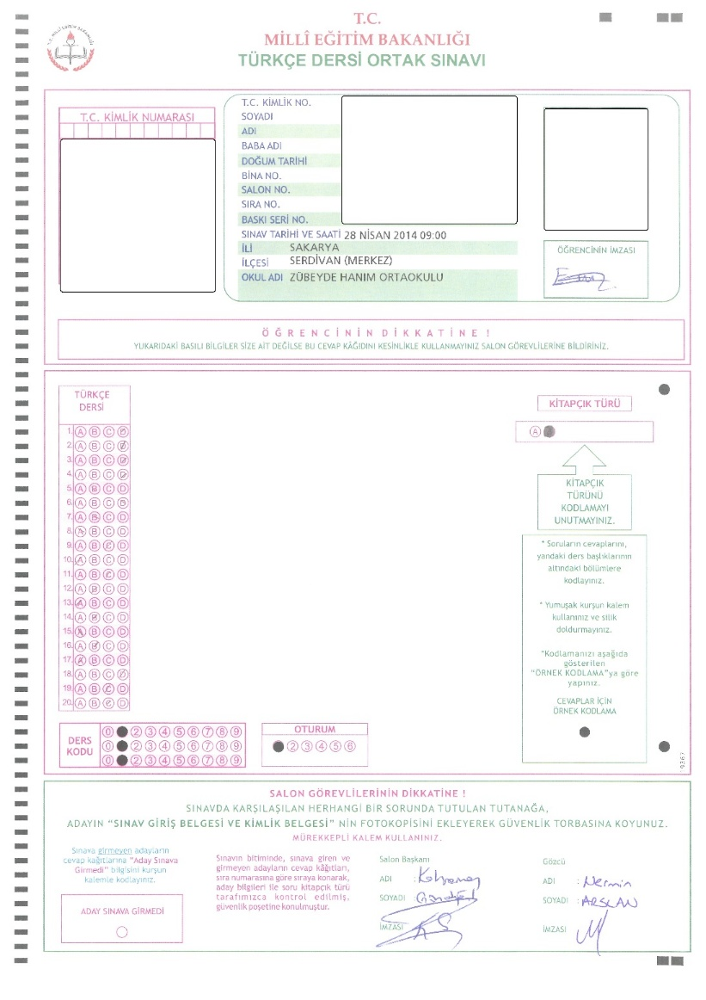 T.C.
MİLLÎ EĞİTİM BAKANLIĞI
TÜRKÇE DERSİ ORTAK SINAVI
T.C. KİMLİK NUMARASI
T.C. KİMLİK NO.
SOYADI
ADI
BABA ADI
DOĞUM TARİHİ
BİNA NO.
SALON NO.
SIRA NO.
BASKI SERİ NO.
SINAV TARİHİ VE SAATİ 28 NİSAN 2014 09:00
İLİ SAKARYA
İLÇESİ SERDİVAN (MERKEZ)
OKUL ADI ZÜBEYDE HANIM ORTAOKULU
ÖĞRENCİNİN İMZASI
ÖĞRENCİNİN DİKKATİNE !
YUKARIDAKİ BASILI BİLGİLER SİZE AİT DEĞİLSE BU CEVAP KÂĞIDINI KESİNLİKLE KULLANMAYINIZ SALON GÖREVLİLERİNE BİLDİRİNİZ.
TÜRKÇE
DERSİ
1. A B C D
2. A B C D
3. A B C D
4. A B C D
5. A B C D
6. A B C D
7. A B C D
8. A B C D
9. A B C D
10. A B C D
11. A B C D
12. A B C D
13. A B C D
14. A B C D
15. A B C D
16. A B C D
17. A B C D
18. A B C D
19. A B C D
20. A B C D
KİTAPÇIK TÜRÜ
A
KİTAPÇIK
TÜRÜNÜ
KODLAMAYI
UNUTMAYINIZ.
* Soruların cevaplarını,
yandaki ders başlıklarının
altındaki bölümlere
kodlayınız.
* Yumuşak kurşun kalem
kullanınız ve silik
doldurmayınız.
*Kodlamanızı aşağıda
gösterilen
"ÖRNEK KODLAMA"ya göre
yapınız.
CEVAPLAR İÇİN
ÖRNEK KODLAMA
DERS
KODU
0 2 3 4 5 6 7 8 9
0 2 3 4 5 6 7 8 9
0 2 3 4 5 6 7 8 9
OTURUM
2 3 4 5 6
SALON GÖREVLİLERİNİN DİKKATİNE !
SINAVDA KARŞILAŞILAN HERHANGİ BİR SORUNDA TUTULAN TUTANAĞA,
ADAYIN "SINAV GİRİŞ BELGESİ VE KİMLİK BELGESİ" NİN FOTOKOPİSİNİ EKLEYEREK GÜVENLİK TORBASINA KOYUNUZ.
MÜREKKEPLİ KALEM KULLANINIZ.
Sınava girmeyen adayların
cevap kağıtlarına "Aday Sınava
Girmedi" bilgisini kurşun
kalemle kodlayınız.
ADAY SINAVA GİRMEDİ
Sınavın bitiminde, sınava giren ve
girmeyen adayların cevap kâğıtları,
sıra numarasına göre sıraya konarak,
aday bilgileri ile soru kitapçık türü
tarafımızca kontrol edilmiş,
güvenlik poşetine konulmuştur.
Salon Başkanı
ADI :
SOYADI :
İMZASI
Gözcü
ADI : Nermin
SOYADI : ARSLAN
İMZASI